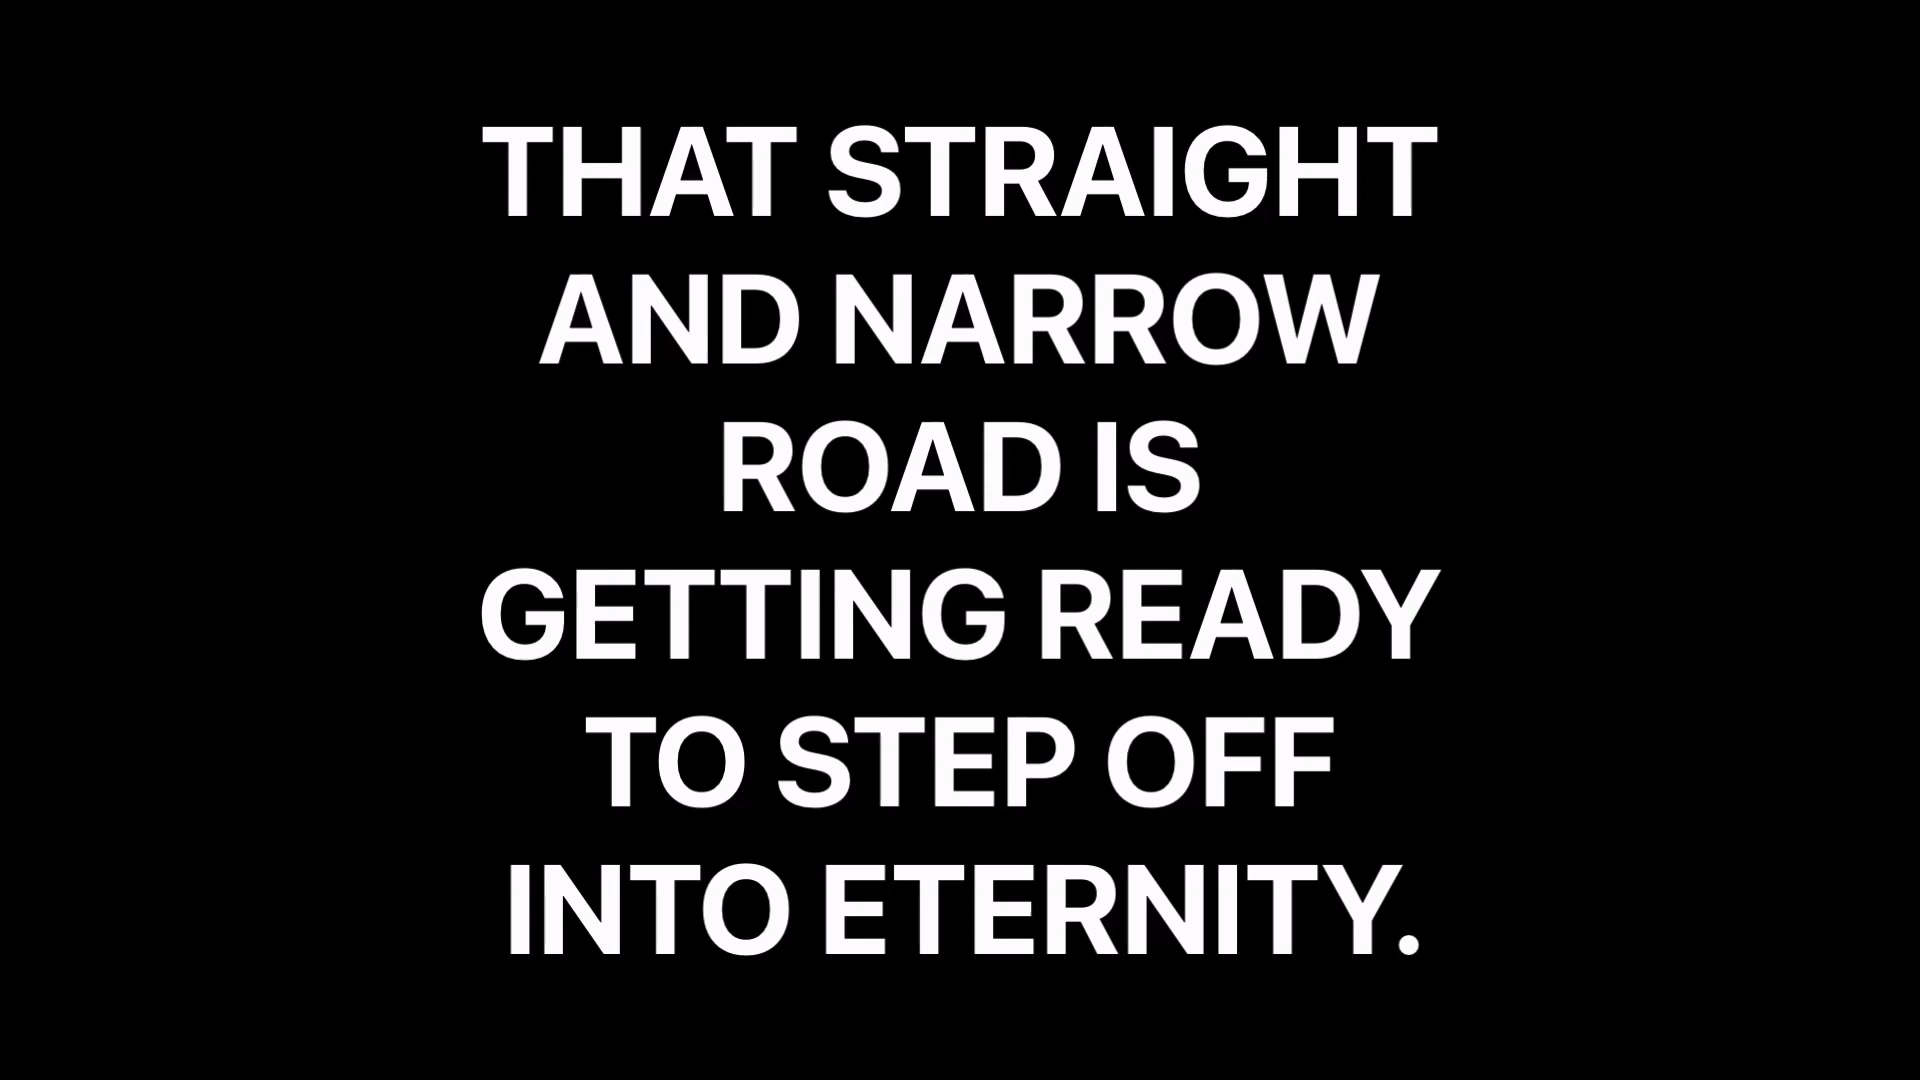 THAT STRAIGHT
AND NARROW
ROAD IS
GETTING READY
TO STEP OFF
INTO ETERNITY.